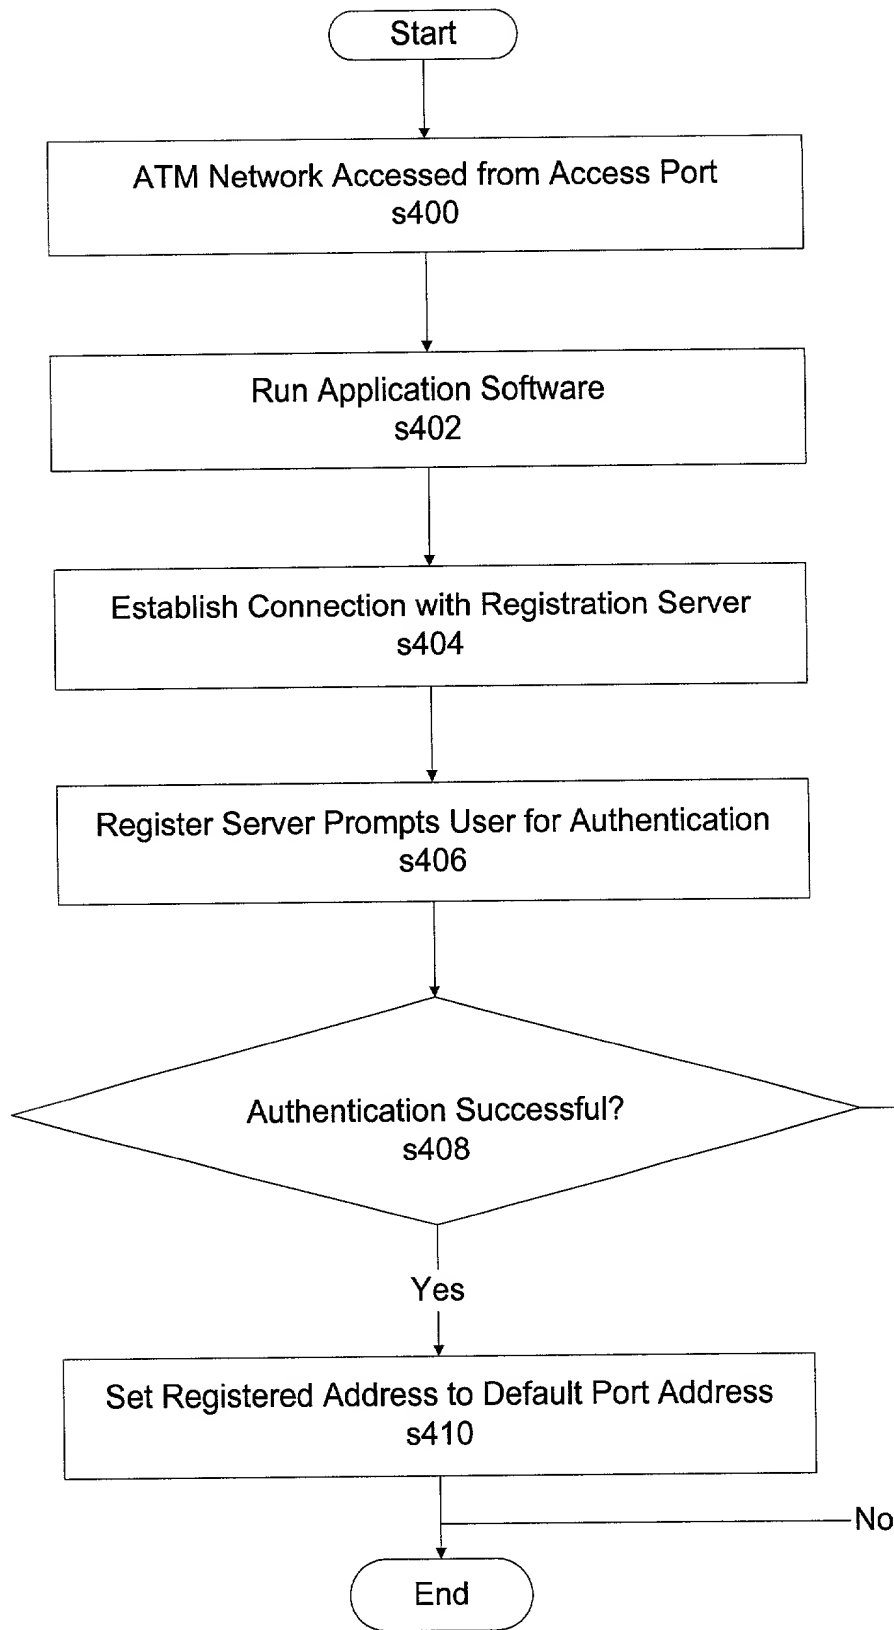 Start
ATM Network Accessed from Access Port
s400
Run Application Software
s402
Establish Connection with Registration Server
s404
Register Server Prompts User for Authentication
s406
Authentication Successful?
s408
Yes
Set Registered Address to Default Port Address
s410
No
End